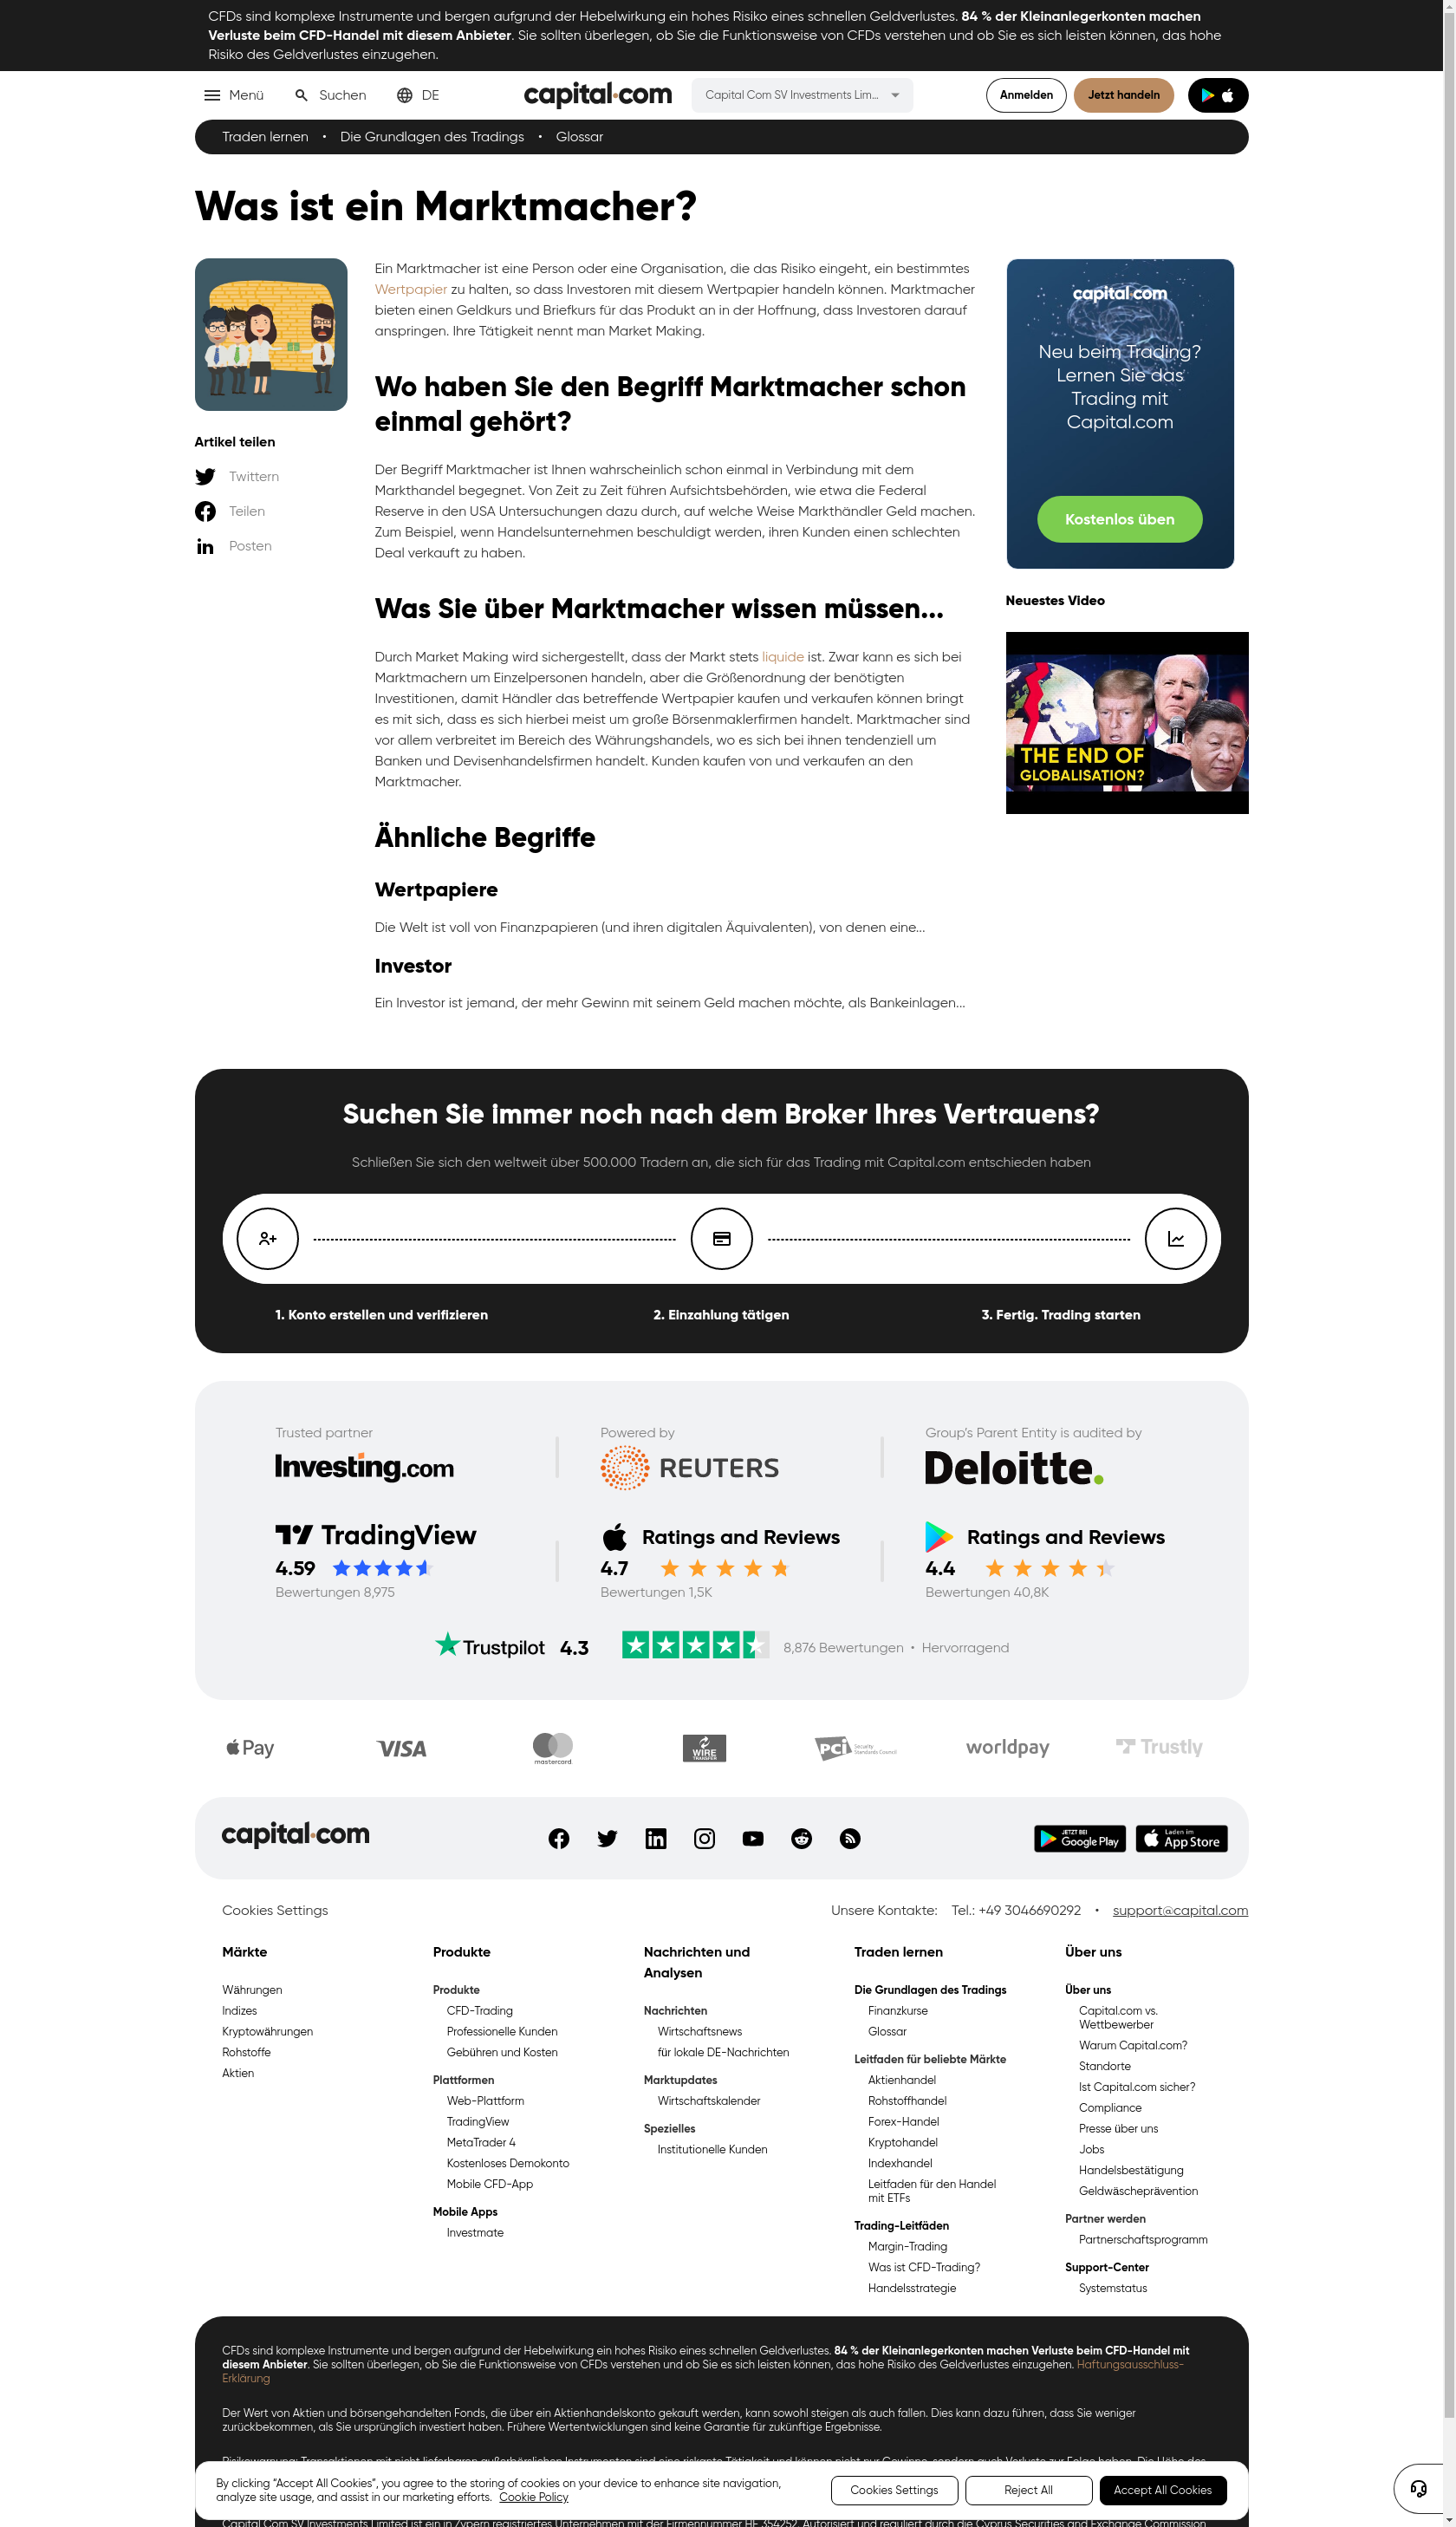 CFDs sind komplexe Instrumente und bergen aufgrund der Hebelwirkung ein hohes Risiko eines schnellen Geldverlustes. 84 % der Kleinanlegerkonten machen
Verluste beim CFD-Handel mit diesem Anbieter. Sie sollten überlegen, ob Sie die Funktionsweise von CFDs verstehen und ob Sie es sich leisten können, das hohe
Risiko des Geldverlustes einzugehen.
Menü
Suchen
DE
capital.com
Capital Com SV Investments Lim...
Anmelden
Jetzt handeln
Traden lernen • Die Grundlagen des Tradings • Glossar
Was ist ein Marktmacher?
Artikel teilen
Twittern
Teilen
Posten
Ein Marktmacher ist eine Person oder eine Organisation, die das Risiko eingeht, ein bestimmtes
Wertpapier zu halten, so dass Investoren mit diesem Wertpapier handeln können. Marktmacher
bieten einen Geldkurs und Briefkurs für das Produkt an in der Hoffnung, dass Investoren darauf
anspringen. Ihre Tätigkeit nennt man Market Making.
Wo haben Sie den Begriff Marktmacher schon
einmal gehört?
Der Begriff Marktmacher ist Ihnen wahrscheinlich schon einmal in Verbindung mit dem
Markthandel begegnet. Von Zeit zu Zeit führen Aufsichtsbehörden, wie etwa die Federal
Reserve in den USA Untersuchungen dazu durch, auf welche Weise Markthändler Geld machen.
Zum Beispiel, wenn Handelsunternehmen beschuldigt werden, ihren Kunden einen schlechten
Deal verkauft zu haben.
Was Sie über Marktmacher wissen müssen...
Durch Market Making wird sichergestellt, dass der Markt stets liquide ist. Zwar kann es sich bei
Marktmachern um Einzelpersonen handeln, aber die Größenordnung der benötigten
Investitionen, damit Händler das betreffende Wertpapier kaufen und verkaufen können bringt
es mit sich, dass es sich hierbei meist um große Börsenmaklerfirmen handelt. Marktmacher sind
vor allem verbreitet im Bereich des Währungshandels, wo es sich bei ihnen tendenziell um
Banken und Devisenhandelsfirmen handelt. Kunden kaufen von und verkaufen an den
Marktmacher.
Ähnliche Begriffe
Wertpapiere
Die Welt ist voll von Finanzpapieren (und ihren digitalen Äquivalenten), von denen eine...
Investor
Ein Investor ist jemand, der mehr Gewinn mit seinem Geld machen möchte, als Bankeinlagen...
capital.com
Neu beim Trading?
Lernen Sie das
Trading mit
Capital.com
Kostenlos üben
Neuestes Video
THE END OF
GLOBALISATION?
Suchen Sie immer noch nach dem Broker Ihres Vertrauens?
Schließen Sie sich den weltweit über 500.000 Tradern an, die sich für das Trading mit Capital.com entschieden haben
1. Konto erstellen und verifizieren
2. Einzahlung tätigen
3. Fertig. Trading starten
Trusted partner
Investing.com
Powered by
REUTERS
Group's Parent Entity is audited by
Deloitte.
TradingView
4.59
Bewertungen 8,975
Ratings and Reviews
4.7
Bewertungen 1,5K
Ratings and Reviews
4.4
Bewertungen 40,8K
Trustpilot 4.3 8,876 Bewertungen • Hervorragend
Pay
VISA
mastercard.
WIRE
TRANSFER
PCI Security
Standards Council
worldpay
Trustly
capital.com
JETZT BEI
Google Play
Laden im
App Store
Cookies Settings
Unsere Kontakte: Tel.: +49 3046690292 • support@capital.com
Märkte
Währungen
Indizes
Kryptowährungen
Rohstoffe
Aktien
Produkte
Produkte
CFD-Trading
Professionelle Kunden
Gebühren und Kosten
Plattformen
Web-Plattform
TradingView
MetaTrader 4
Kostenloses Demokonto
Mobile CFD-App
Mobile Apps
Investmate
Nachrichten und
Analysen
Nachrichten
Wirtschaftsnews
für lokale DE-Nachrichten
Marktupdates
Wirtschaftskalender
Spezielles
Institutionelle Kunden
Traden lernen
Die Grundlagen des Tradings
Finanzkurse
Glossar
Leitfaden für beliebte Märkte
Aktienhandel
Rohstoffhandel
Forex-Handel
Kryptohandel
Indexhandel
Leitfaden für den Handel
mit ETFs
Trading-Leitfäden
Margin-Trading
Was ist CFD-Trading?
Handelsstrategie
Über uns
Über uns
Capital.com vs.
Wettbewerber
Warum Capital.com?
Standorte
Ist Capital.com sicher?
Compliance
Presse über uns
Jobs
Handelsbestätigung
Geldwäscheprävention
Partner werden
Partnerschaftsprogramm
Support-Center
Systemstatus
CFDs sind komplexe Instrumente und bergen aufgrund der Hebelwirkung ein hohes Risiko eines schnellen Geldverlustes. 84 % der Kleinanlegerkonten machen Verluste beim CFD-Handel mit
diesem Anbieter. Sie sollten überlegen, ob Sie die Funktionsweise von CFDs verstehen und ob Sie es sich leisten können, das hohe Risiko des Geldverlustes einzugehen. Haftungsausschluss-
Erklärung
Der Wert von Aktien und börsengehandelten Fonds, die über ein Aktienhandelskonto gekauft werden, kann sowohl steigen als auch fallen. Dies kann dazu führen, dass Sie weniger
zurückbekommen, als Sie ursprünglich investiert haben. Frühere Wertentwicklungen sind keine Garantie für zukünftige Ergebnisse.
Risikowarnung: Transaktionen mit nicht lieferbaren außerbörslichen Instrumenten sind eine riskante Tätigkeit und können nicht nur Gewinne, sondern auch Verluste zur Folge haben. Die Höhe des
By clicking “Accept All Cookies”, you agree to the storing of cookies on your device to enhance site navigation,
analyze site usage, and assist in our marketing efforts. Cookie Policy
Cookies Settings
Reject All
Accept All Cookies
Capital Com SV Investments Limited ist ein in Zypern registriertes Unternehmen mit der Firmennummer HE 354252. Autorisiert und reguliert durch die Cyprus Securities and Exchange Commission